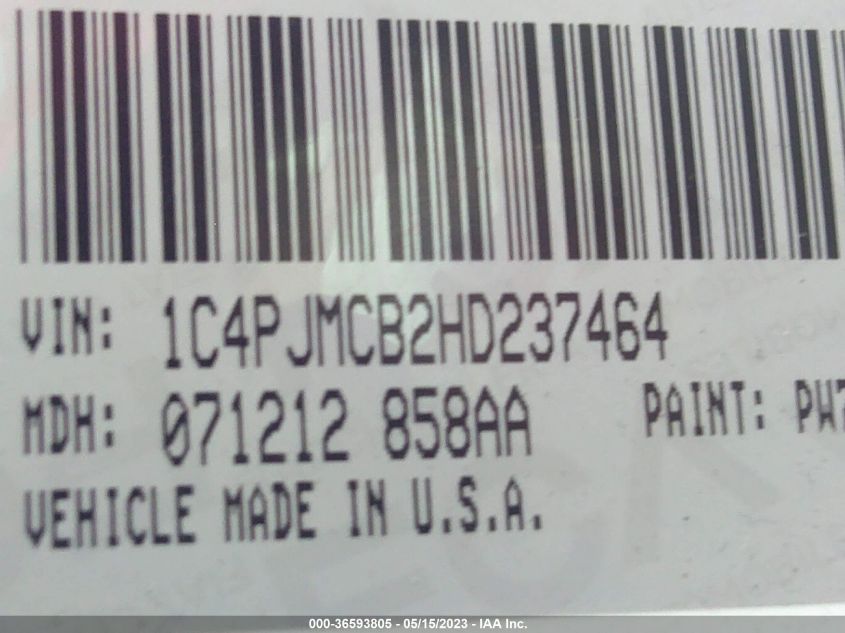 VIN: 1C4PJMCB2HD237464
MDH: 071212 858AA PAINT:
VEHICLE MADE IN U.S.A.
000-36593805 - 05/15/2023 - IAA Inc.